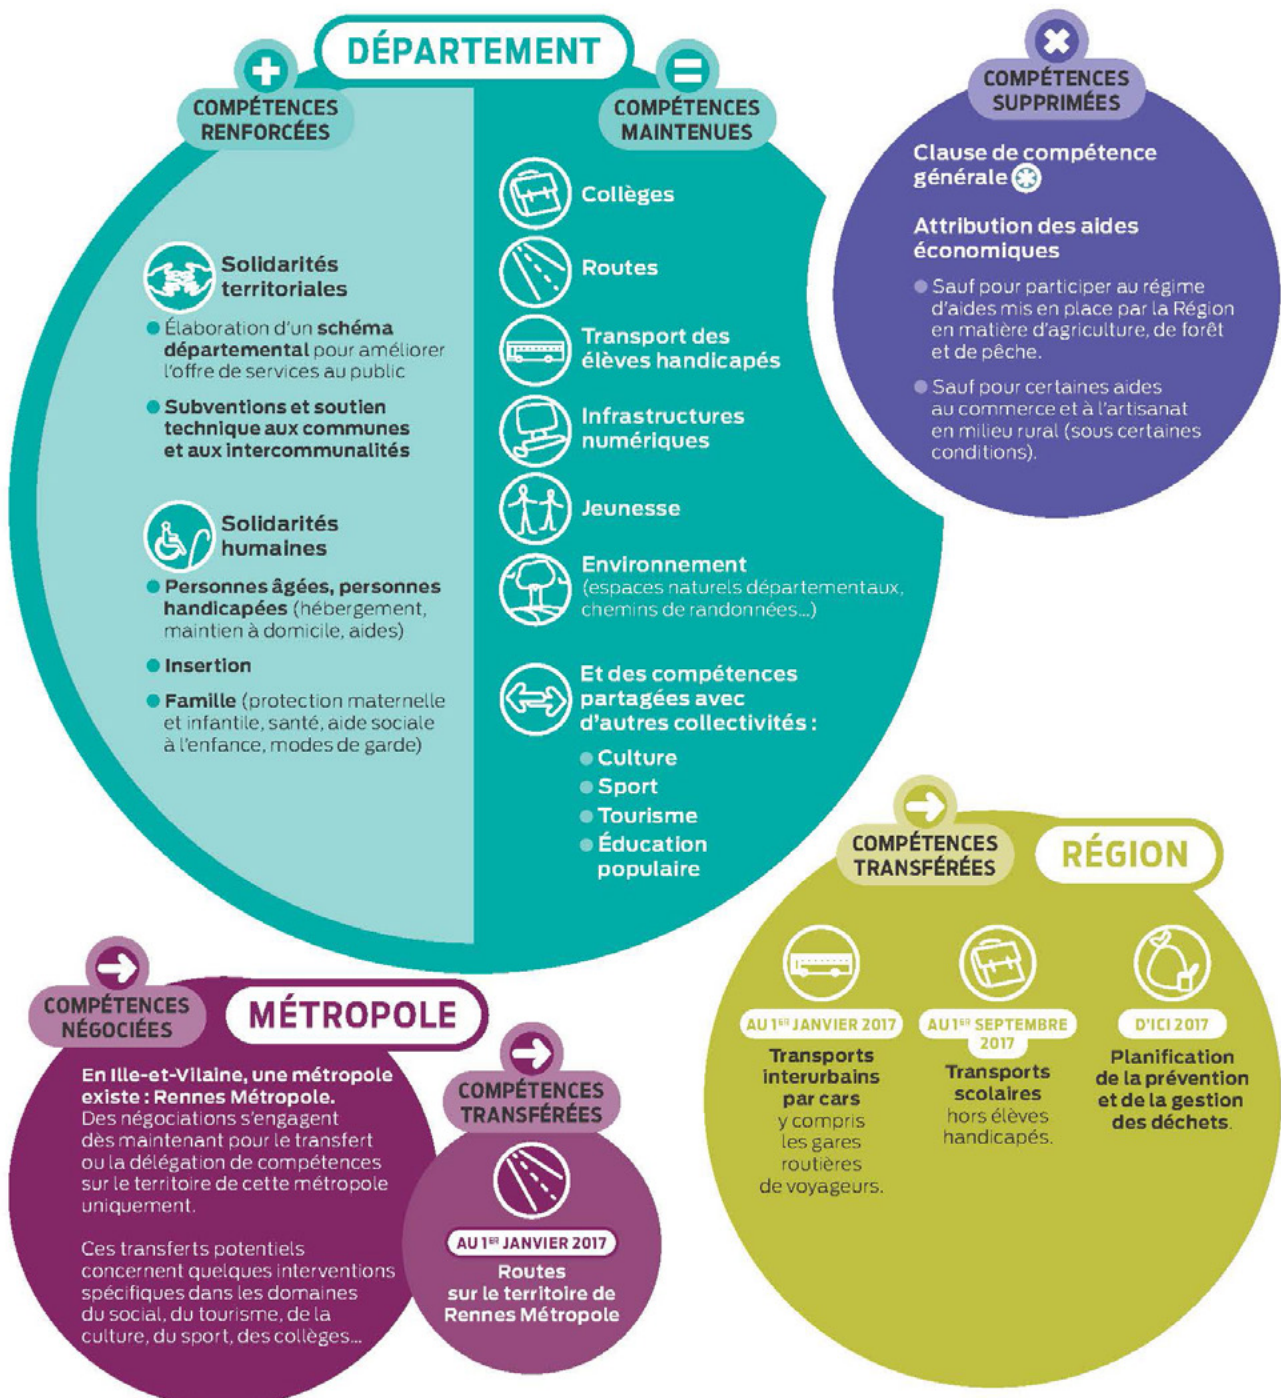 DÉPARTEMENT
COMPÉTENCES
RENFORCÉES
Solidarités
territoriales
Élaboration d'un schéma
départemental pour améliorer
l'offre de services au public
Subventions et soutien
technique aux communes
et aux intercommunalités
Solidarités
humaines
Personnes âgées, personnes
handicapées (hébergement,
maintien à domicile, aides)
Insertion
Famille (protection maternelle
et infantile, santé, aide sociale
à l'enfance, modes de garde)
COMPÉTENCES
MAINTENUES
Collèges
Routes
Transport des
élèves handicapés
Infrastructures
numériques
Jeunesse
Environnement
(espaces naturels départementaux,
chemins de randonnées...)
Et des compétences
partagées avec
d'autres collectivités :
Culture
Sport
Tourisme
Éducation
populaire
COMPÉTENCES
SUPPRIMÉES
Clause de compétence
générale *
Attribution des aides
économiques
Sauf pour participer au régime
d'aides mis en place par la Région
en matière d'agriculture, de forêt
et de pêche.
Sauf pour certaines aides
au commerce et à l'artisanat
en milieu rural (sous certaines
conditions).
COMPÉTENCES
TRANSFÉRÉES
RÉGION
AU 1ER JANVIER 2017
Transports
interurbains
par cars
y compris
les gares
routières
de voyageurs.
AU 1ER SEPTEMBRE
2017
Transports
scolaires
hors élèves
handicapés.
D'ICI 2017
Planification
de la prévention
et de la gestion
des déchets.
COMPÉTENCES
NÉGOCIÉES
MÉTROPOLE
En Ille-et-Vilaine, une métropole
existe : Rennes Métropole.
Des négociations s'engagent
dès maintenant pour le transfert
ou la délégation de compétences
sur le territoire de cette métropole
uniquement.
Ces transferts potentiels
concernent quelques interventions
spécifiques dans les domaines
du social, du tourisme, de la
culture, du sport, des collèges...
COMPÉTENCES
TRANSFÉRÉES
AU 1ER JANVIER 2017
Routes
sur le territoire de
Rennes Métropole